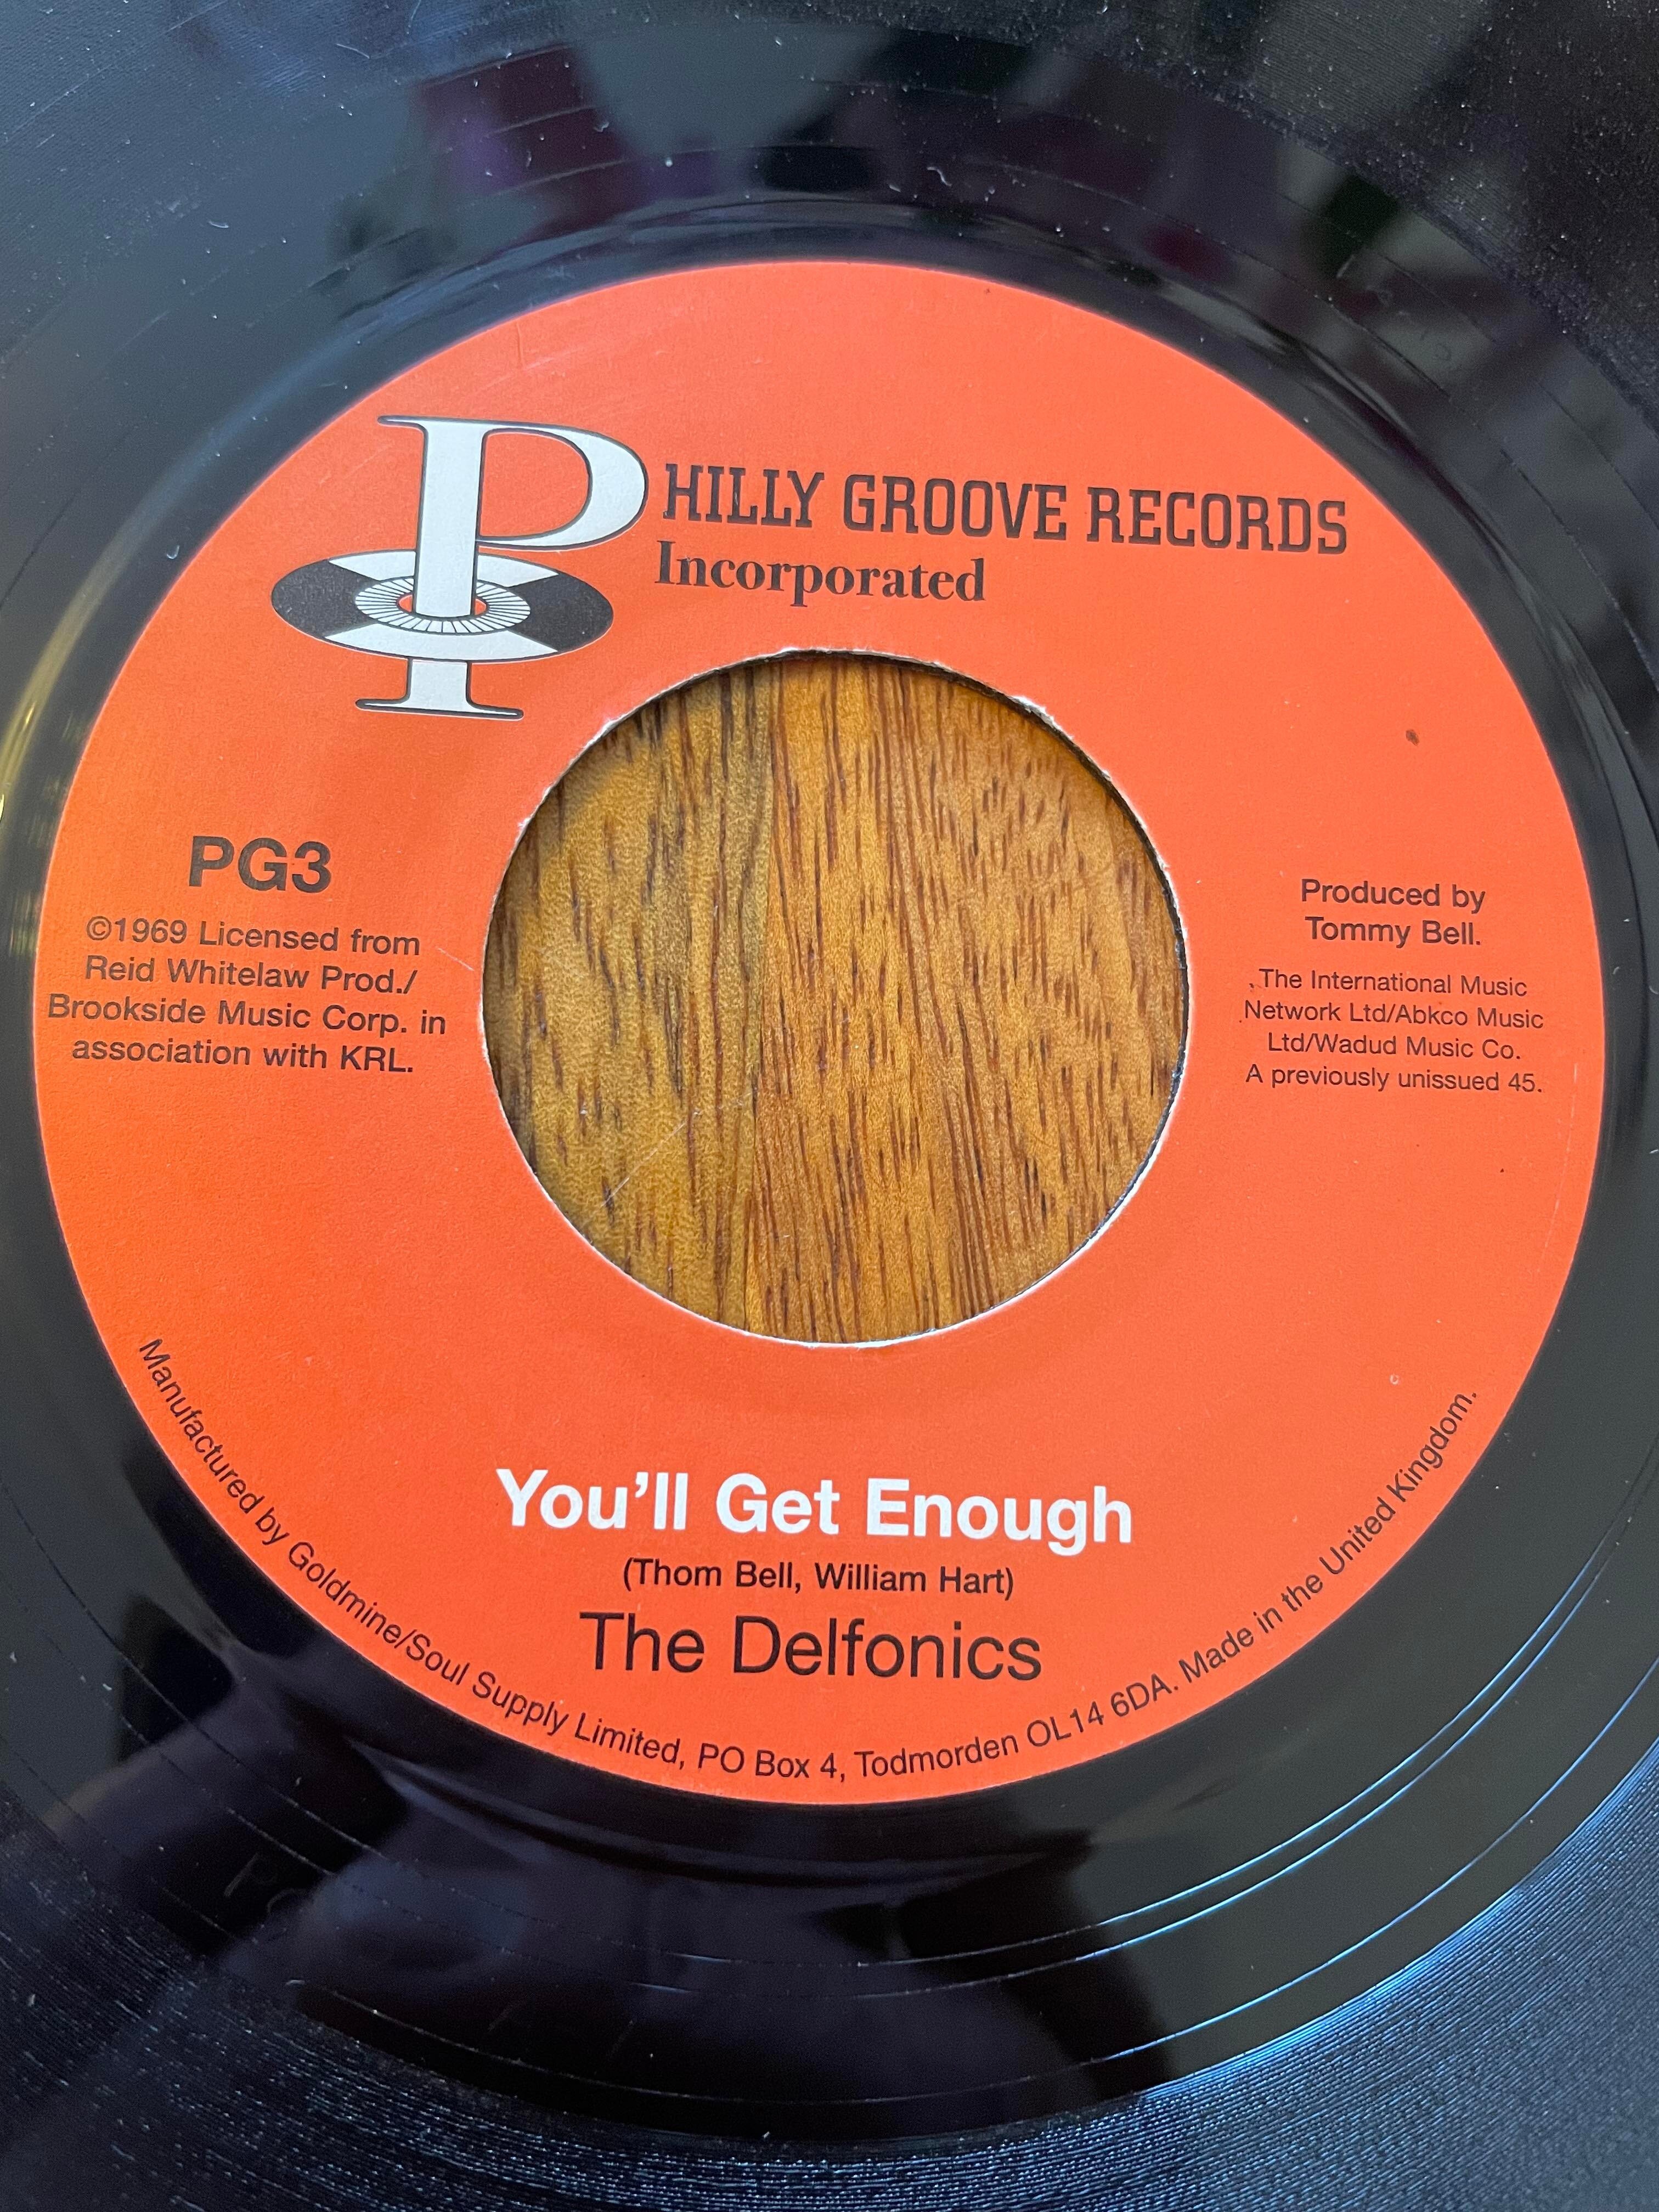 PHILLY GROOVE RECORDS
Incorporated
PG3
©1969 Licensed from
Reid Whitelaw Prod./
Brookside Music Corp. in
association with KRL.
Produced by
Tommy Bell.
The International Music
Network Ltd/Abkco Music
Ltd/Wadud Music Co.
A previously unissued 45.
You'll Get Enough
(Thom Bell, William Hart)
The Delfonics
Manufactured by Goldmine/Soul Supply Limited, PO Box 4, Todmorden OL14 6DA. Made in the United Kingdom.